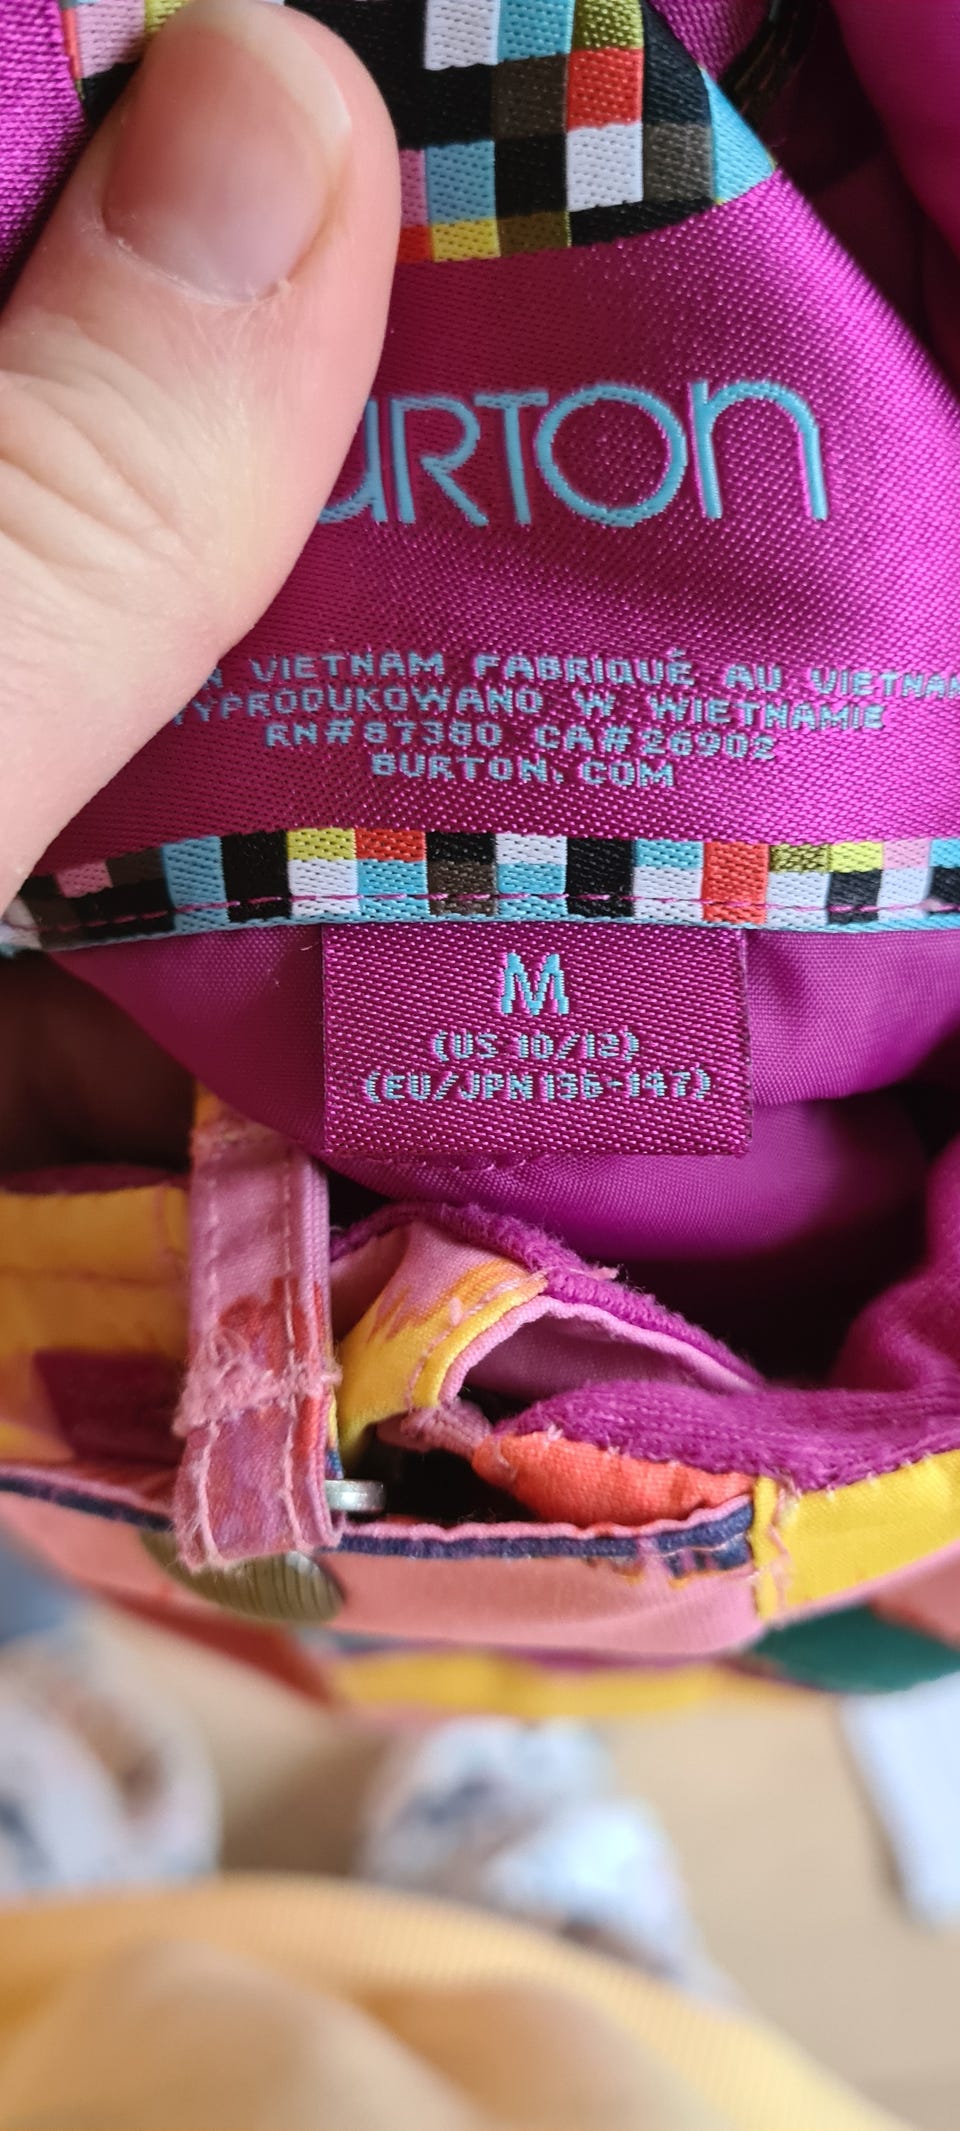 URTON
VIETNAM FABRIQUÉ AU VIETNAM
WYPRODUKOWANO W WIETNAMIE
RN#87380 CA#26902
BURTON.COM
M
(US 10/12)
(EU/JPN 136-147)